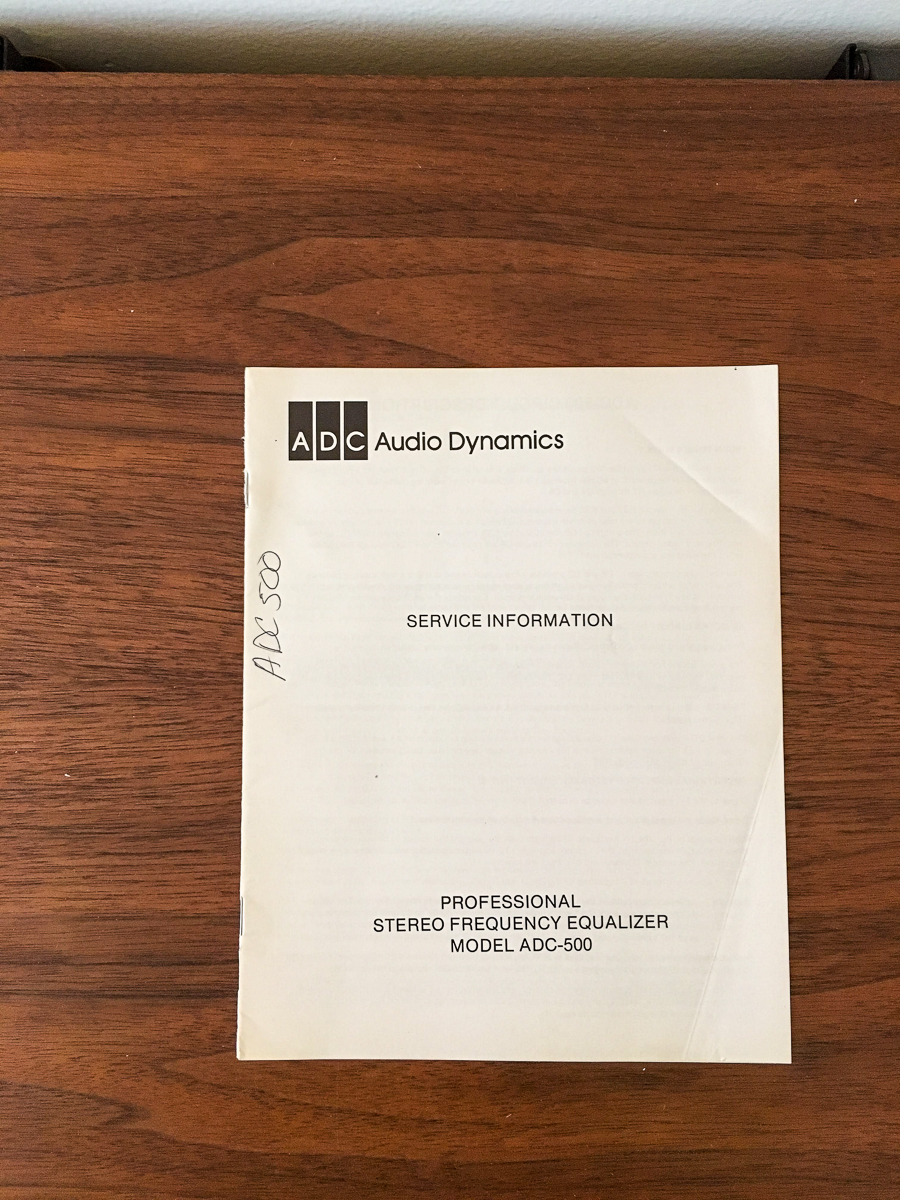 ADC Audio Dynamics
ADC 500
SERVICE INFORMATION
PROFESSIONAL
STEREO FREQUENCY EQUALIZER
MODEL ADC-500